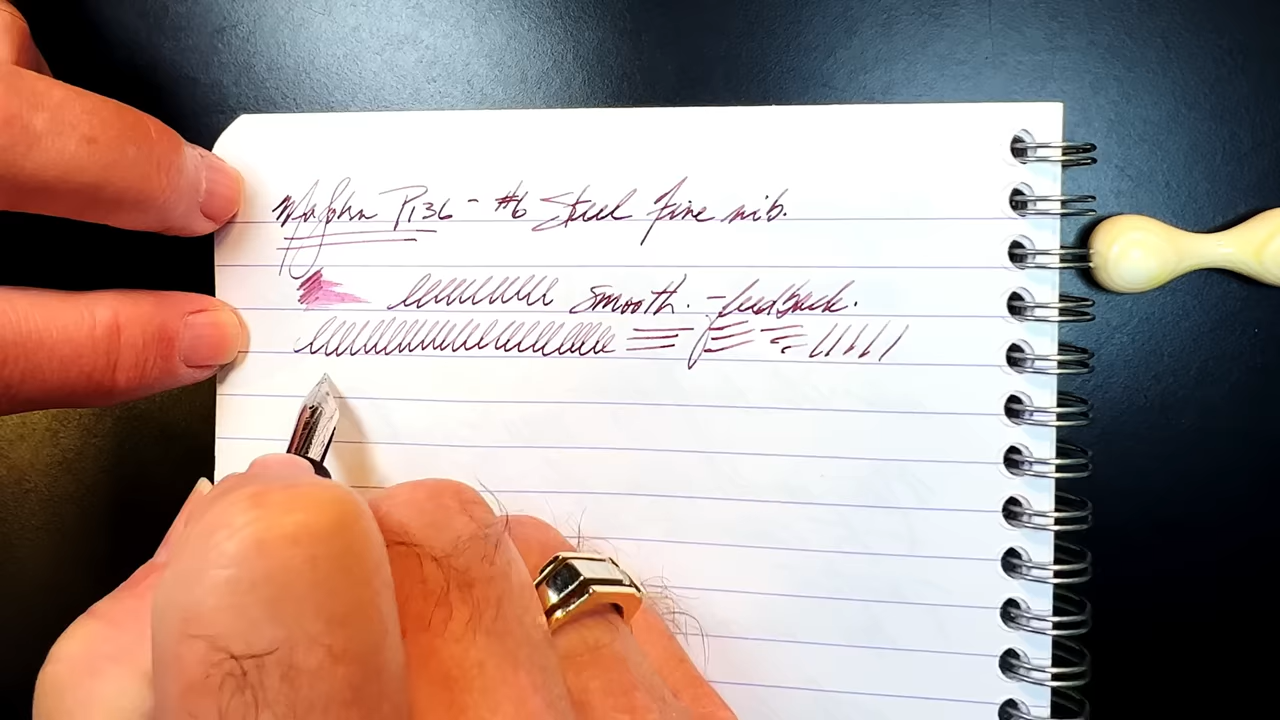 Majohn P136 - #6 Steel fine nib.
Smooth. - feedback.